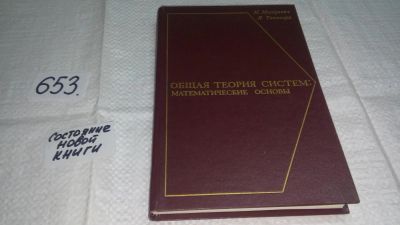 653.
состояние
новой
книги
М. Месарович
Я. Такахара
ОБЩАЯ ТЕОРИЯ СИСТЕМ:
МАТЕМАТИЧЕСКИЕ ОСНОВЫ